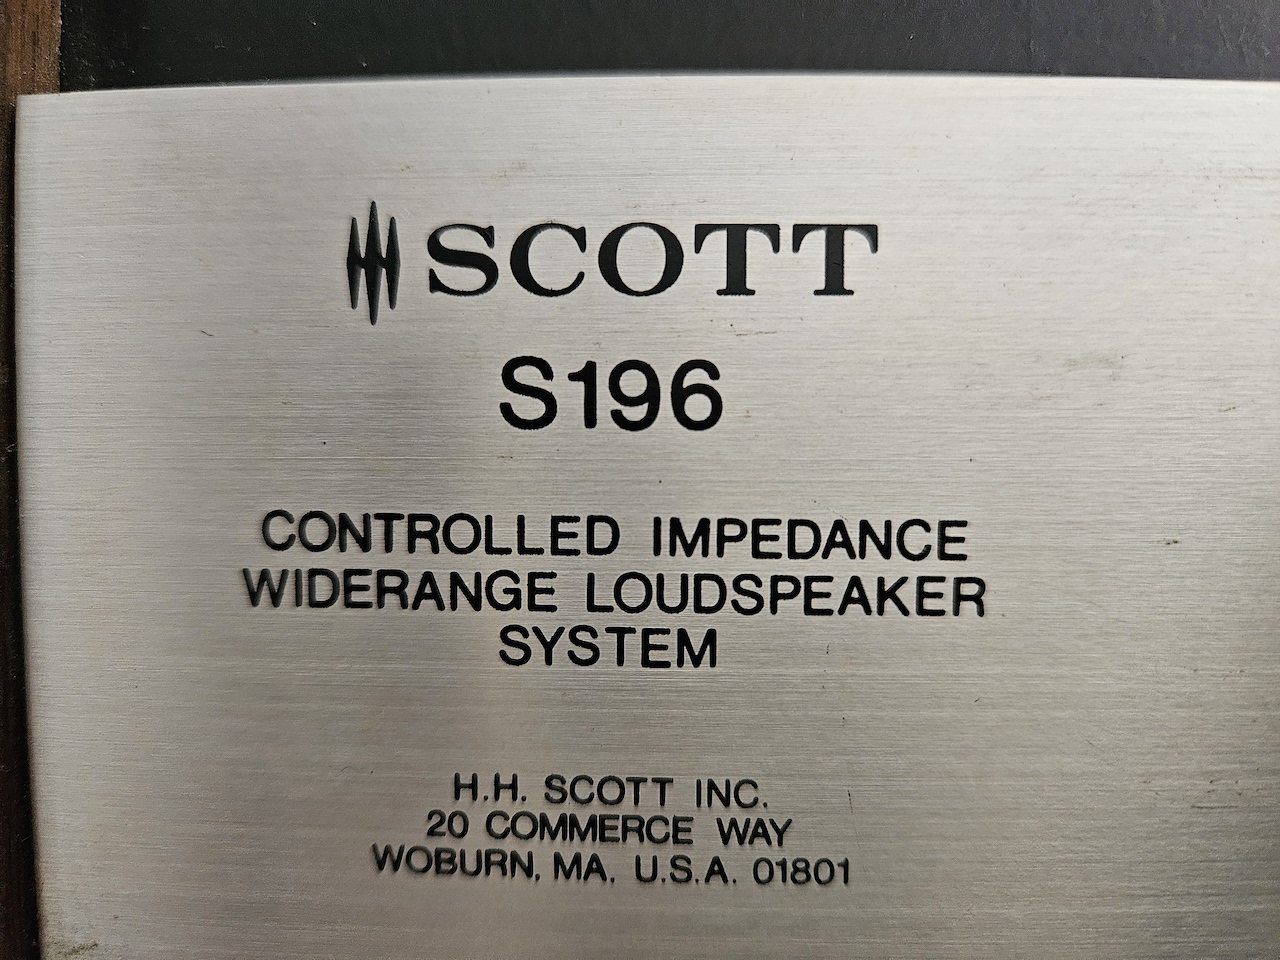 SCOTT
S196
CONTROLLED IMPEDANCE
WIDERANGE LOUDSPEAKER
SYSTEM
H.H. SCOTT INC.
20 COMMERCE WAY
WOBURN, MA. U.S.A. 01801